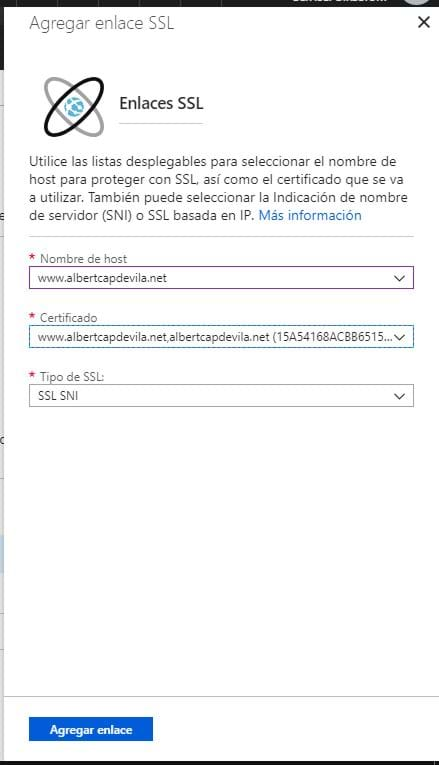 Agregar enlace SSL
Enlaces SSL
Utilice las listas desplegables para seleccionar el nombre de
host para proteger con SSL, así como el certificado que se va
a utilizar. También puede seleccionar la Indicación de nombre
de servidor (SNI) o SSL basada en IP. Más información
* Nombre de host
www.albertcapdevila.net
* Certificado
www.albertcapdevila.net,albertcapdevila.net (15A54168ACBB6515...
* Tipo de SSL:
SSL SNI
Agregar enlace